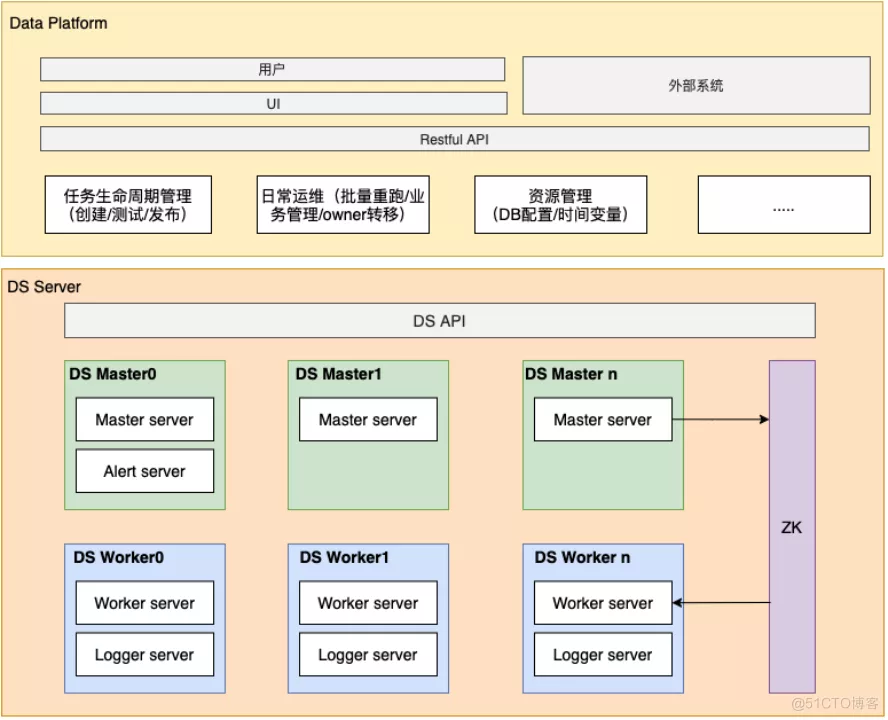 Data Platform
用户
外部系统
UI
Restful API
任务生命周期管理
（创建/测试/发布）
日常运维（批量重跑/业
务管理/owner转移）
资源管理
（DB配置/时间变量）
.....
DS Server
DS API
DS Master0
DS Master1
DS Master n
Master server
Master server
Master server
Alert server
ZK
DS Worker0
DS Worker1
DS Worker n
Worker server
Worker server
Worker server
Logger server
Logger server
Logger server
@51CTO博客